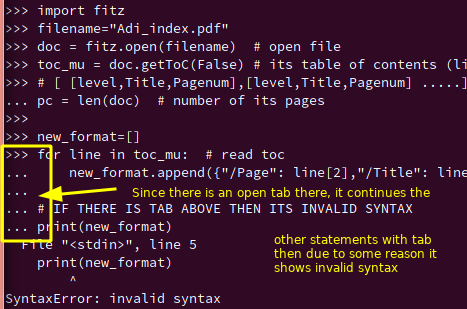 >>> import fitz
>>> filename="Adi_index.pdf"
>>> doc = fitz.open(filename)  # open file
>>> toc_mu = doc.getToC(False) # its table of contents (li
>>> # [ [level,Title,Pagenum],[level,Title,Pagenum] .....]
... pc = len(doc)  # number of its pages
>>>
>>> new_format=[]
>>> for line in toc_mu:  # read toc
...     new_format.append({"/Page": line[2],"/Title": line
...
Since there is an open tab there, it continues the
... # IF THERE IS TAB ABOVE THEN ITS INVALID SYNTAX
... print(new_format)
other statements with tab
File "<stdin>", line 5
then due to some reason it
print(new_format)
shows invalid syntax
^
SyntaxError: invalid syntax